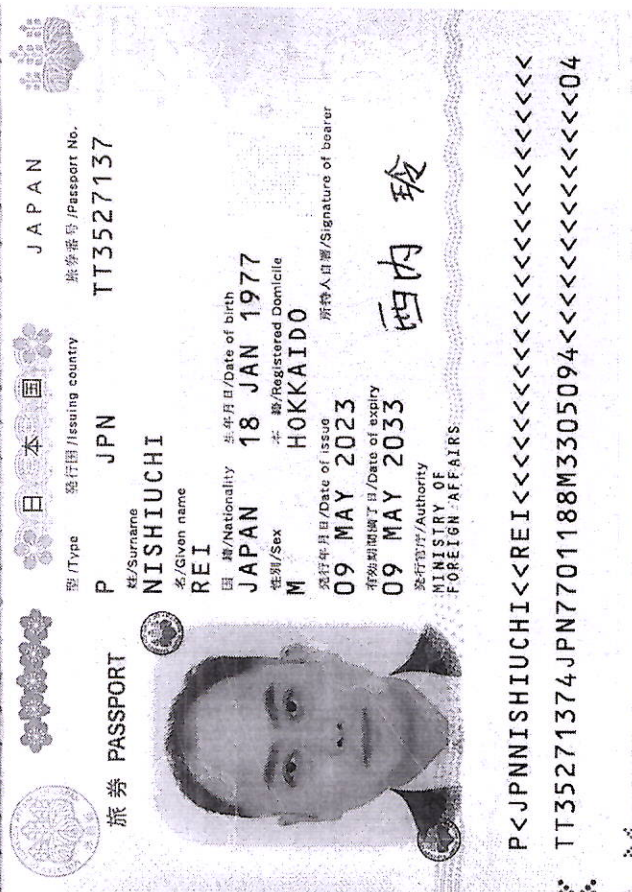 日本国 JAPAN
旅券 PASSPORT
型/Type 発行国/Issuing country 旅券番号/Passport No.
P JPN TT3527137
姓/Surname
NISHIUCHI
名/Given name
REI
国 籍/Nationality 生年月日/Date of birth
JAPAN 18 JAN 1977
性別/Sex 本 籍/Registered Domicile
M HOKKAIDO
発行年月日/Date of issue 所持人自署/Signature of bearer
09 MAY 2023
有効期間満了日/Date of expiry
09 MAY 2033
西内 玲
発行官庁/Authority
MINISTRY OF
FOREIGN AFFAIRS
P<JPNNISHIUCHI<<REI<<<<<<<<<<<<<<<<<<<<<<<<<
TT35271374JPN7701188M3305094<<<<<<<<<<<<<<04